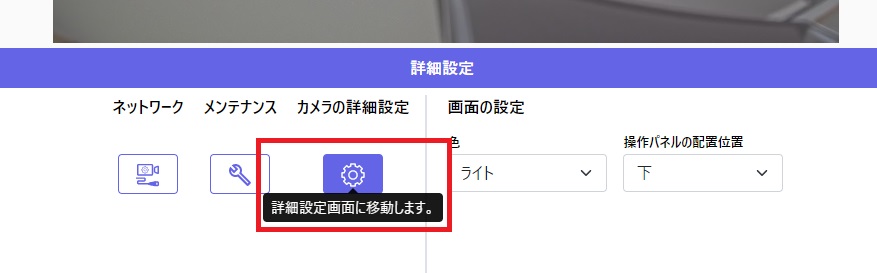 詳細設定
ネットワーク メンテナンス カメラの詳細設定 画面の設定
色 操作パネルの配置位置
ライト 下
詳細設定画面に移動します。